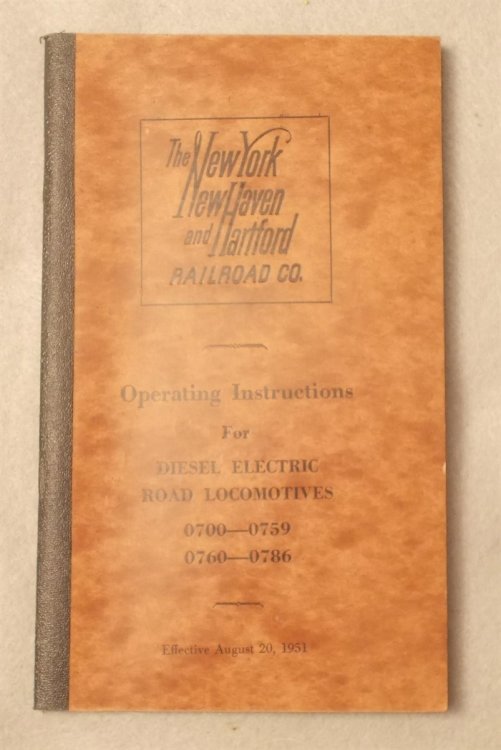 The New York
New Haven
and Hartford
RAILROAD CO.
Operating Instructions
For
DIESEL ELECTRIC
ROAD LOCOMOTIVES
0700—0759
0760—0786
Effective August 20, 1951